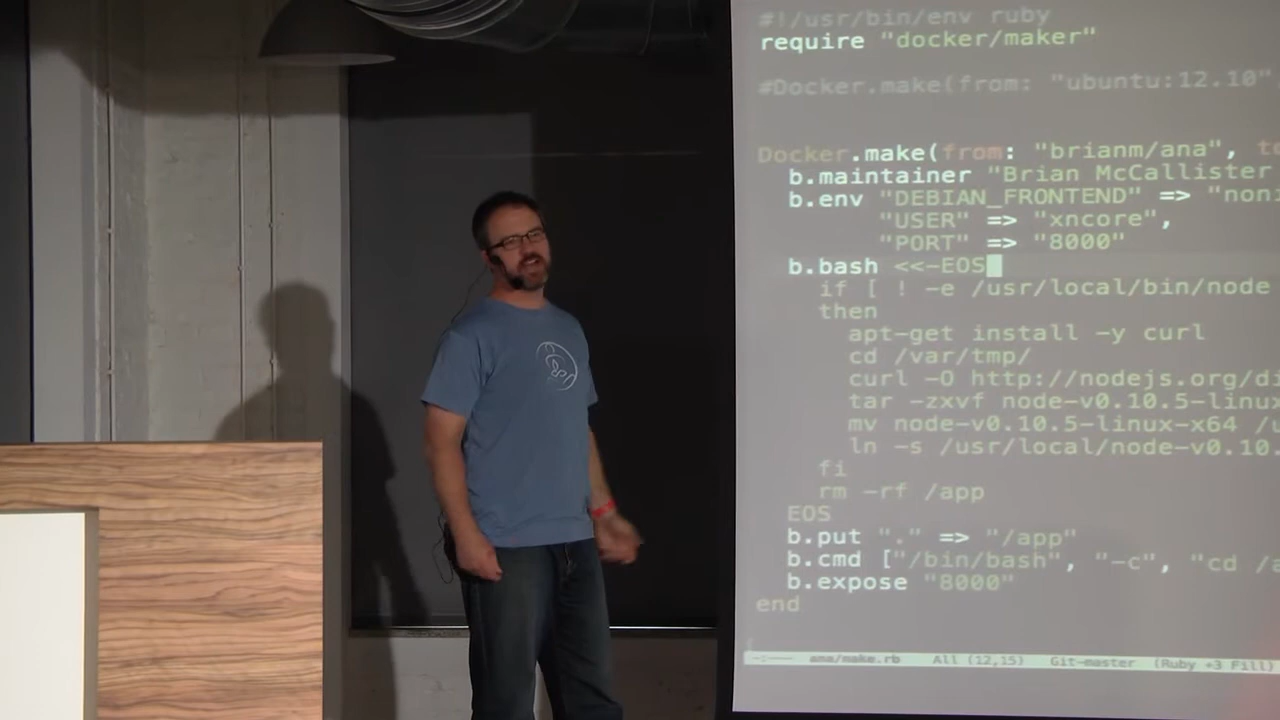 #!/usr/bin/env ruby
require "docker/maker"
#Docker.make(from: "ubuntu:12.10"
Docker.make(from: "brianm/ana", to
b.maintainer "Brian McCallister
b.env "DEBIAN_FRONTEND" => "noni
"USER" => "xncore",
"PORT" => "8000"
b.bash <<-EOS
if [ ! -e /usr/local/bin/node
then
apt-get install -y curl
cd /var/tmp/
curl -O http://nodejs.org/di
tar -zxvf node-v0.10.5-linux
mv node-v0.10.5-linux-x64 /u
ln -s /usr/local/node-v0.10.
fi
rm -rf /app
EOS
b.put "." => "/app"
b.cmd ["/bin/bash", "-c", "cd /a
b.expose "8000"
end
-:---- ana/make.rb All (12,15) Git-master (Ruby +3 Fill)